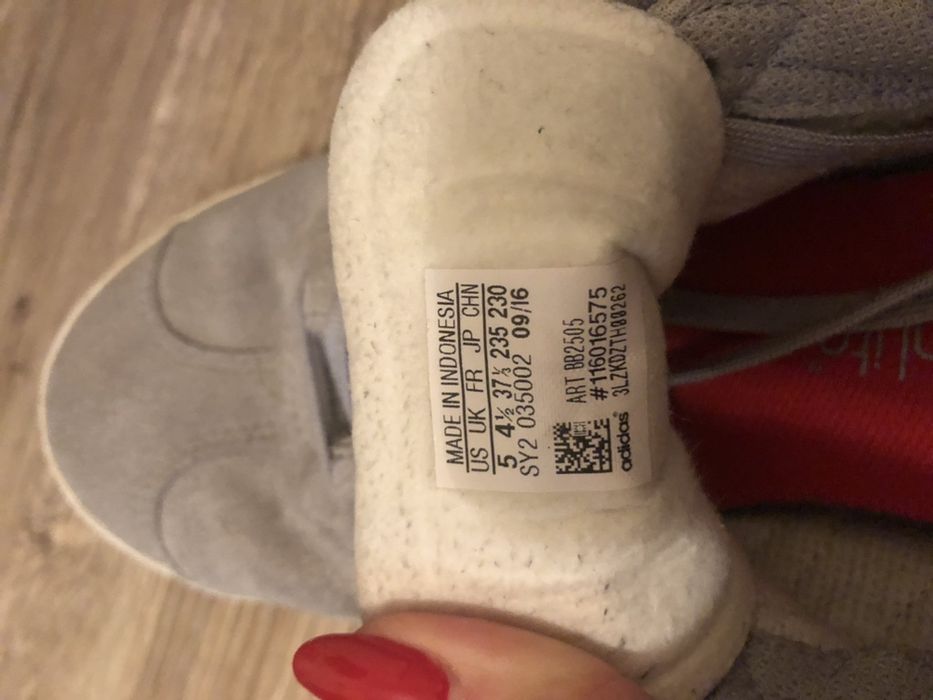 MADE IN INDONESIA
US UK FR JP CHN
5 4½ 37⅓ 235 230
SY2 035002 09/16
ART BB2505
#116016575
3LZK0ZTH00262
adidas